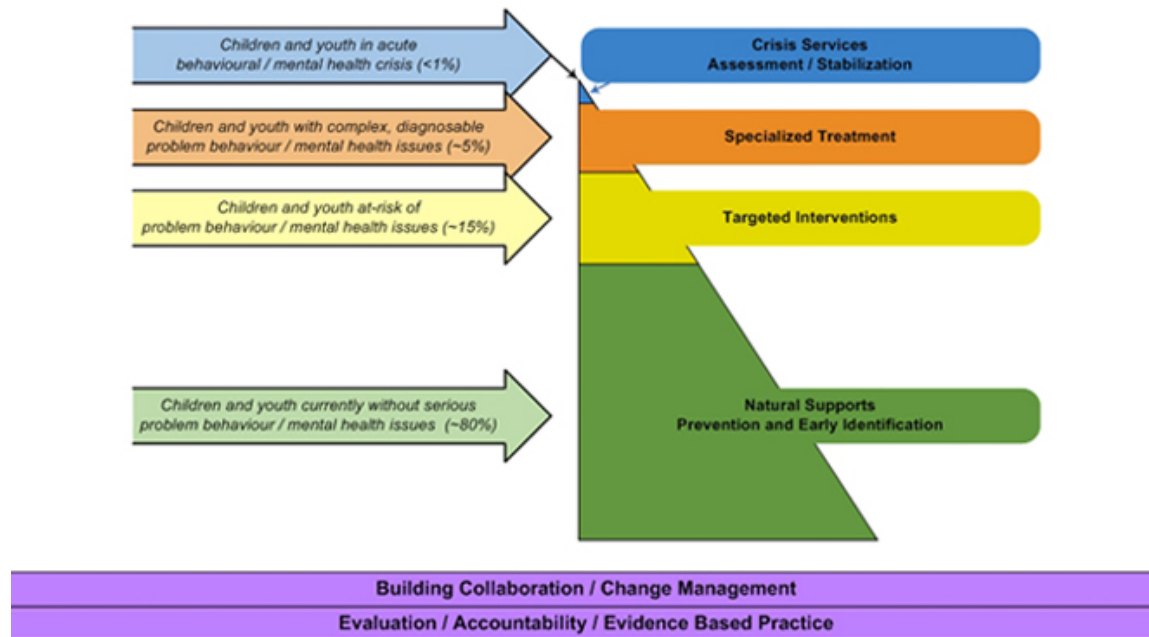 Children and youth in acute
behavioural / mental health crisis (<1%)
Crisis Services
Assessment / Stabilization
Children and youth with complex, diagnosable
problem behaviour / mental health issues (~5%)
Specialized Treatment
Children and youth at-risk of
problem behaviour / mental health issues (~15%)
Targeted Interventions
Children and youth currently without serious
problem behaviour / mental health issues (~80%)
Natural Supports
Prevention and Early Identification
Building Collaboration / Change Management
Evaluation / Accountability / Evidence Based Practice